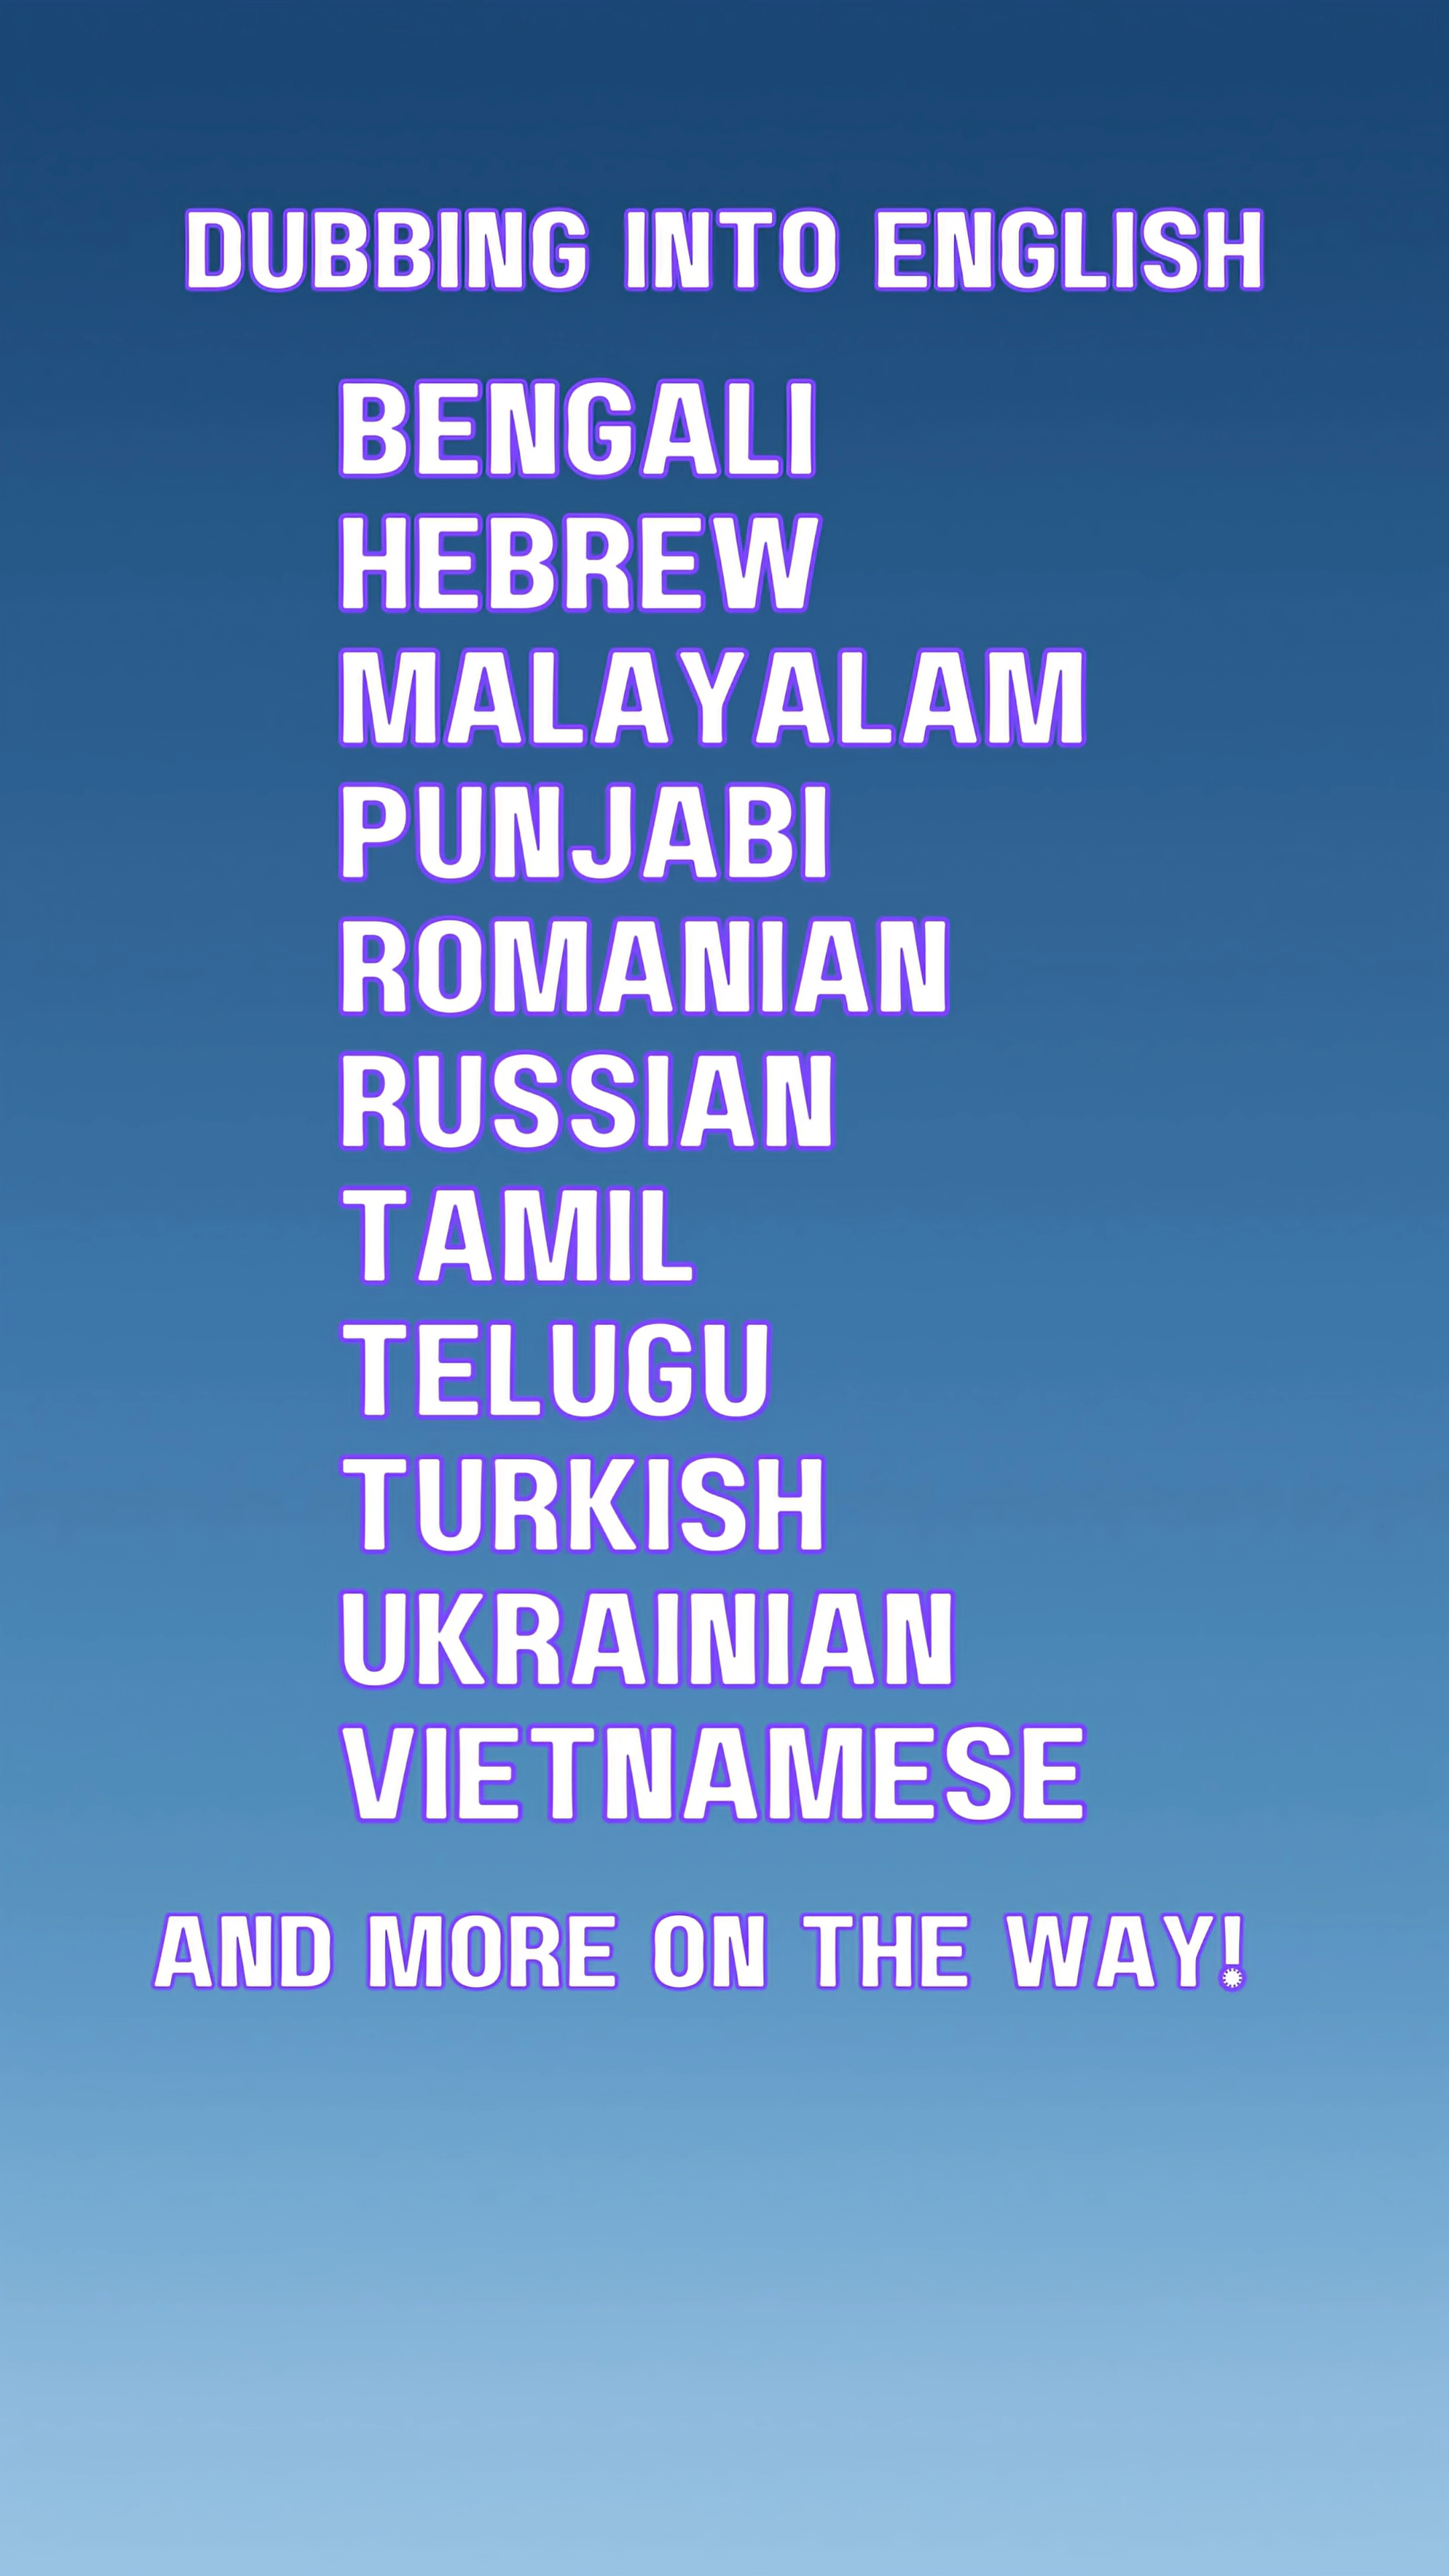 DUBBING INTO ENGLISH
BENGALI
HEBREW
MALAYALAM
PUNJABI
ROMANIAN
RUSSIAN
TAMIL
TELUGU
TURKISH
UKRAINIAN
VIETNAMESE
AND MORE ON THE WAY!